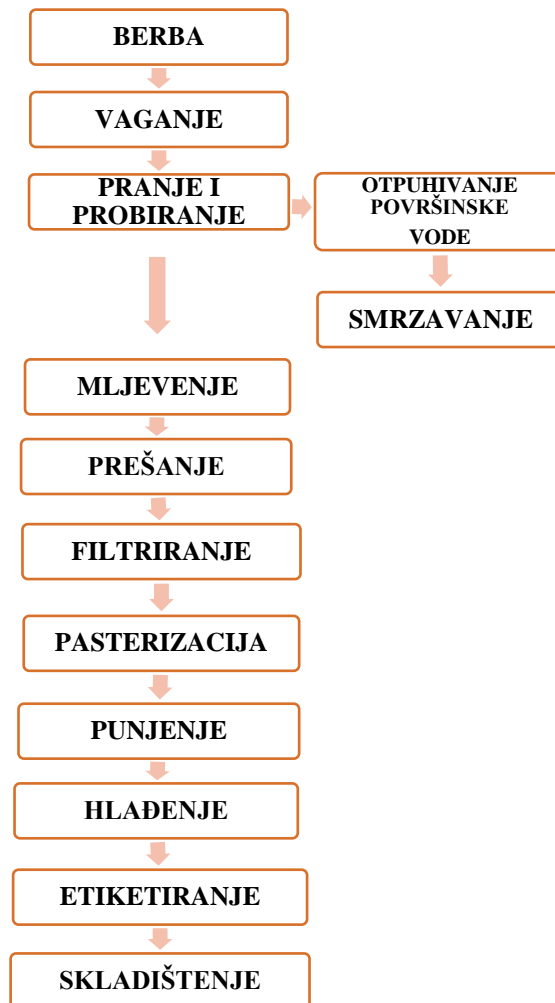 BERBA
VAGANJE
PRANJE I
PROBIRANJE
OTPUHIVANJE
POVRŠINSKE
VODE
SMRZAVANJE
MLJEVENJE
PREŠANJE
FILTRIRANJE
PASTERIZACIJA
PUNJENJE
HLAĐENJE
ETIKETIRANJE
SKLADIŠTENJE